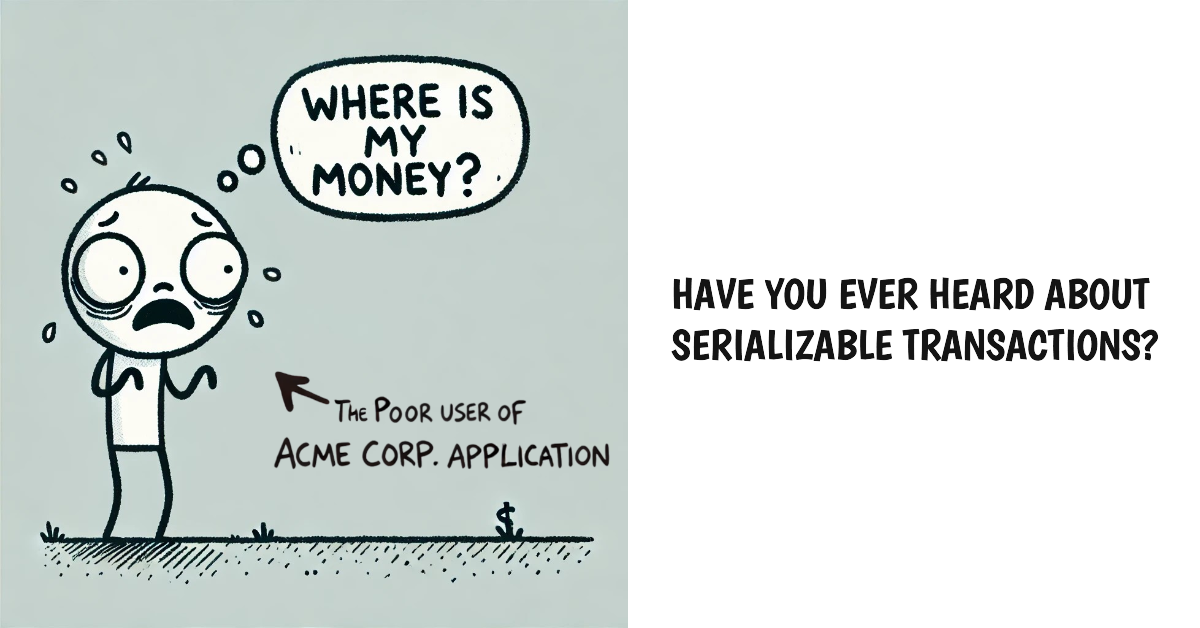 WHERE IS
MY
MONEY?
THE POOR USER OF
ACME CORP. APPLICATION
$
HAVE YOU EVER HEARD ABOUT
SERIALIZABLE TRANSACTIONS?